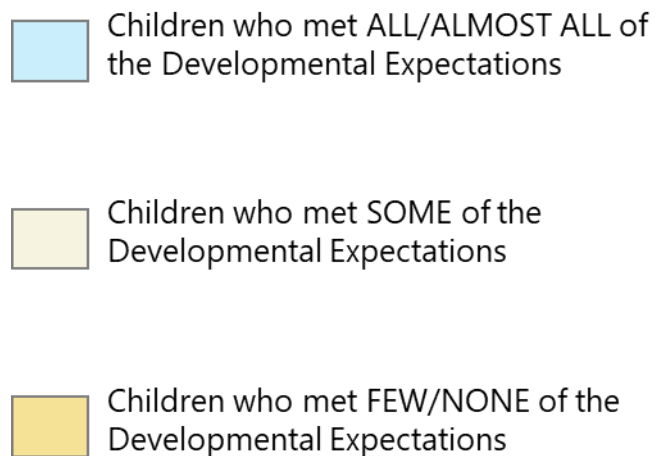 Children who met ALL/ALMOST ALL of
the Developmental Expectations
Children who met SOME of the
Developmental Expectations
Children who met FEW/NONE of the
Developmental Expectations